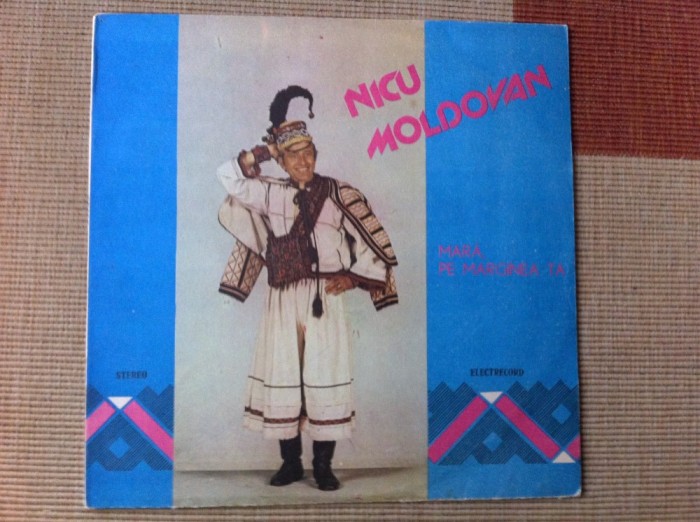 NICU
MOLDOVAN
MARA
PE MARGINEA TA
STEREO
ELECTRECORD